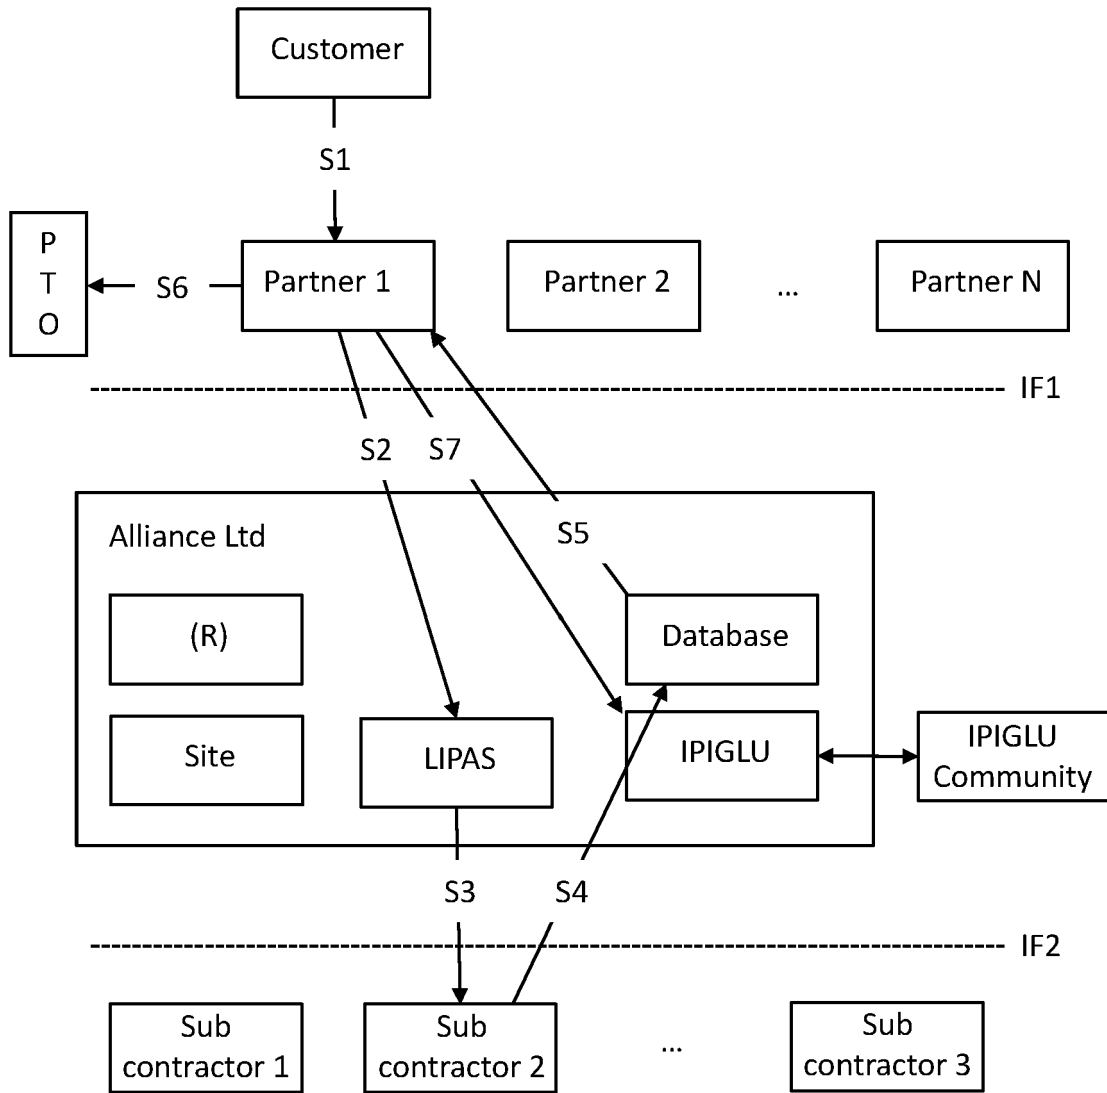 Customer
S1
P
T
O
S6
Partner 1
Partner 2
...
Partner N
IF1
S2
S7
S5
Alliance Ltd
(R)
Database
Site
LIPAS
IPIGLU
IPIGLU
Community
S3
S4
IF2
Sub
contractor 1
Sub
contractor 2
...
Sub
contractor 3